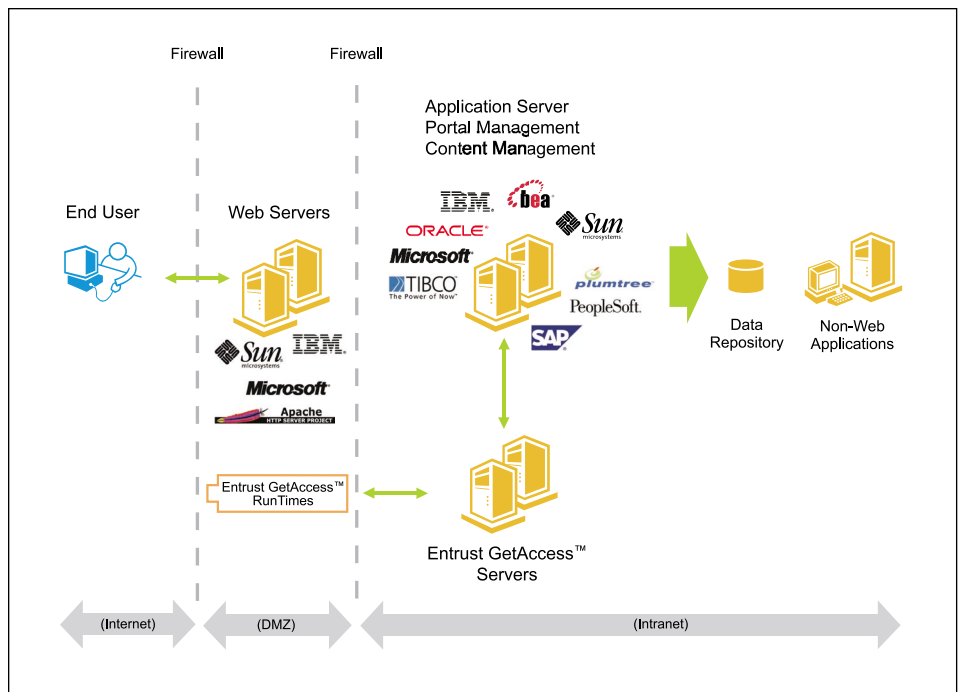 Firewall
Firewall
Application Server
Portal Management
Content Management
IBM.
bea
Sun
microsystems
ORACLE
Microsoft
TIBCO™
The Power of Now™
plumtree
PeopleSoft.
SAP
End User
Web Servers
Sun
microsystems
IBM.
Microsoft
Apache
HTTP SERVER PROJECT
Data
Repository
Non-Web
Applications
Entrust GetAccess™
RunTimes
Entrust GetAccess™
Servers
(Internet)
(DMZ)
(Intranet)